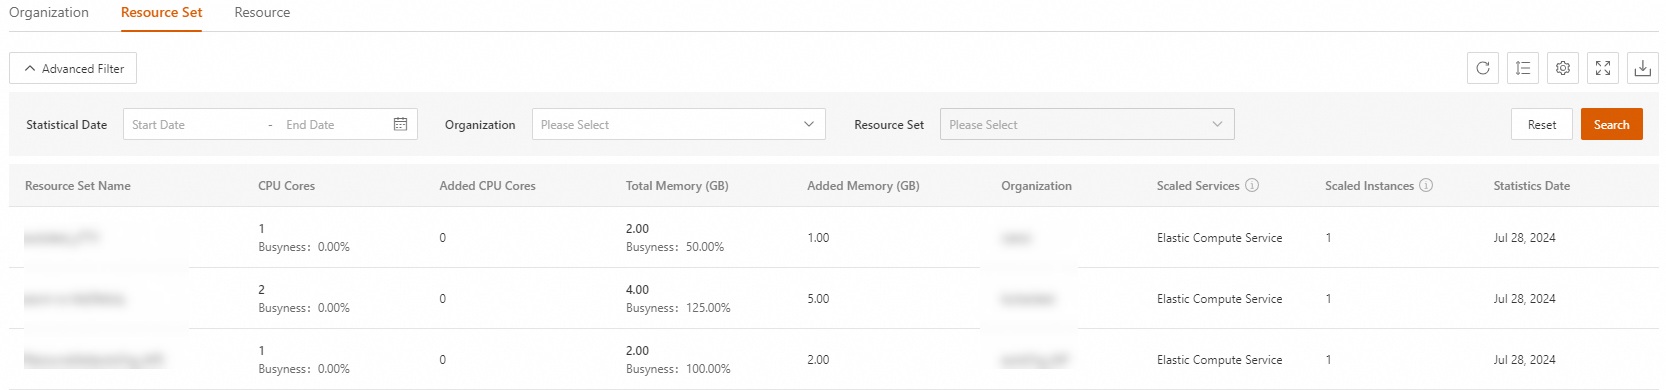 Organization Resource Set Resource
Advanced Filter
Statistical Date Start Date - End Date Organization Please Select Resource Set Please Select Reset Search
Resource Set Name CPU Cores Added CPU Cores Total Memory (GB) Added Memory (GB) Organization Scaled Services Scaled Instances Statistics Date
1 2.00
0 1.00 Elastic Compute Service 1 Jul 28, 2024
Busyness: 0.00% Busyness: 50.00%
2 4.00
0 5.00 Elastic Compute Service 1 Jul 28, 2024
Busyness: 0.00% Busyness: 125.00%
1 2.00
0 2.00 Elastic Compute Service 1 Jul 28, 2024
Busyness: 0.00% Busyness: 100.00%